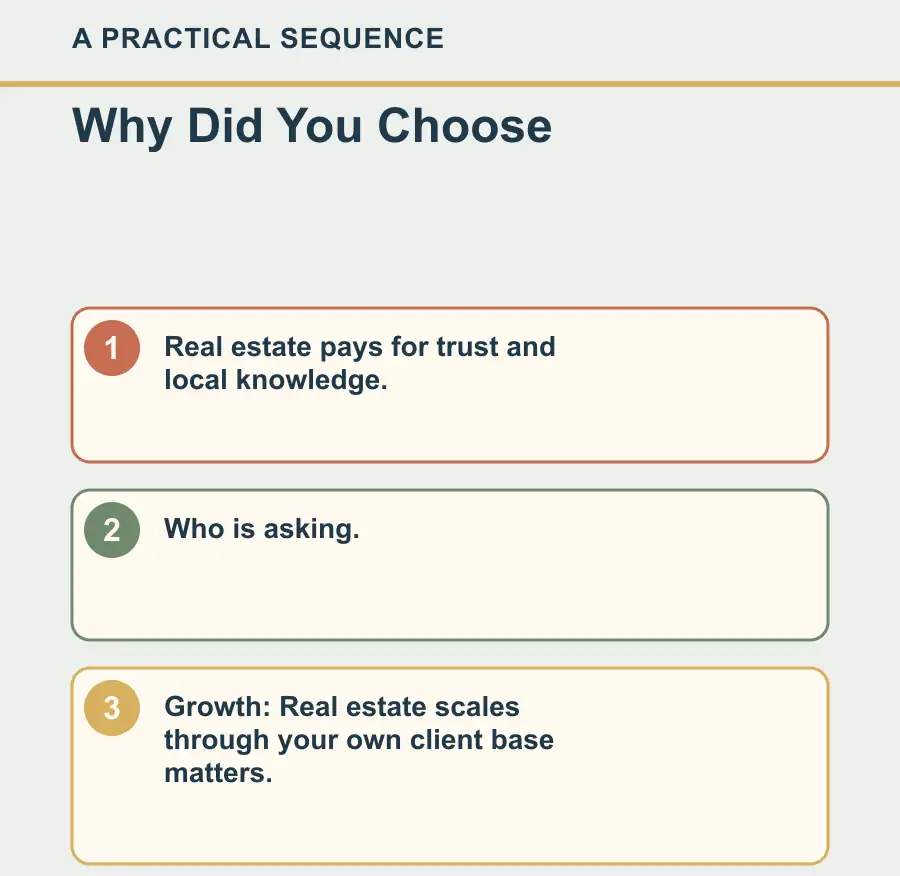 A PRACTICAL SEQUENCE
Why Did You Choose
1
Real estate pays for trust and
local knowledge.
2
Who is asking.
3
Growth: Real estate scales
through your own client base
matters.